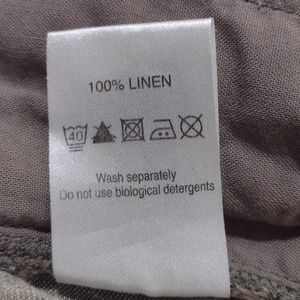 100% LINEN
40
Wash separately
Do not use biological detergents